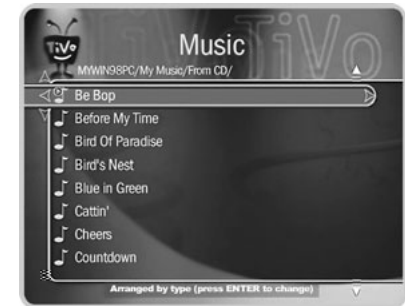 TiVo
TiVo
Music
MYWIN98PC/My Music/From CD/
Be Bop
Before My Time
Bird Of Paradise
Bird's Nest
Blue in Green
Cattin'
Cheers
Countdown
Arranged by type (press ENTER to change)